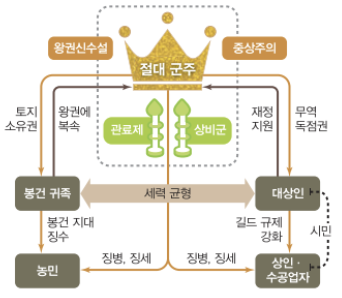 왕권신수설
중상주의
절대 군주
토지
소유권
왕권에
복속
관료제
상비군
재정
지원
무역
독점권
봉건 귀족
세력 균형
대상인
봉건 지대
징수
길드 규제
강화
시민
농민
징병, 징세
징병, 징세
상인·
수공업자